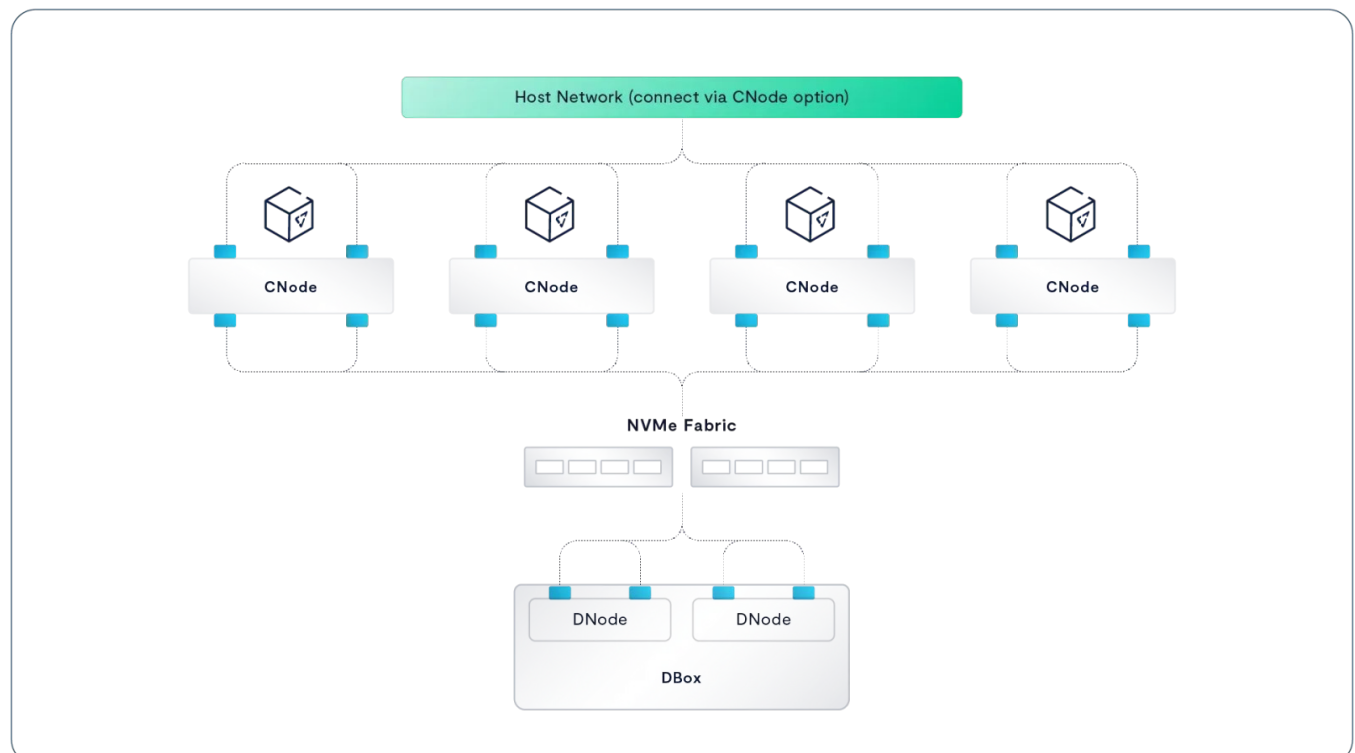 Host Network (connect via CNode option)
CNode
CNode
CNode
CNode
NVMe Fabric
DNode
DNode
DBox